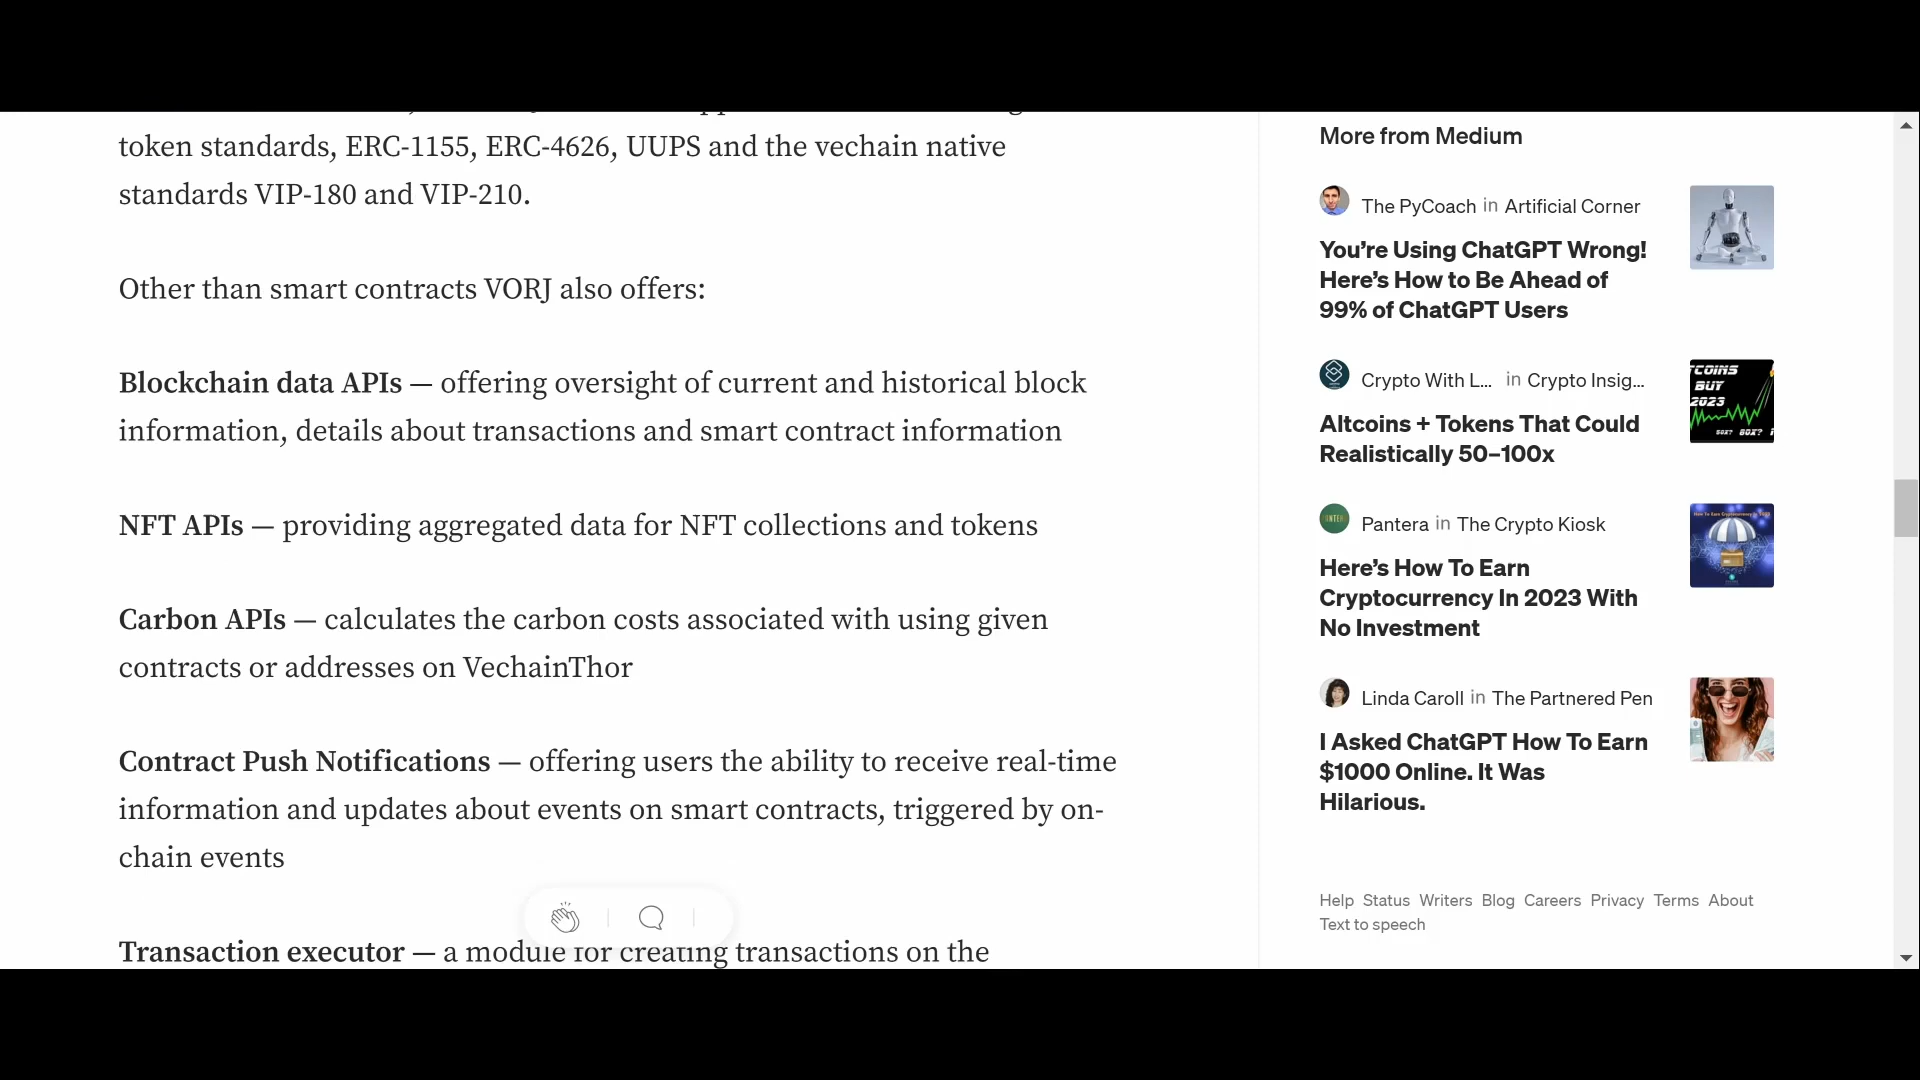 token standards, ERC-1155, ERC-4626, UUPS and the vechain native
standards VIP-180 and VIP-210.
Other than smart contracts VORJ also offers:
Blockchain data APIs — offering oversight of current and historical block
information, details about transactions and smart contract information
NFT APIs — providing aggregated data for NFT collections and tokens
Carbon APIs — calculates the carbon costs associated with using given
contracts or addresses on VechainThor
Contract Push Notifications — offering users the ability to receive real-time
information and updates about events on smart contracts, triggered by on-
chain events
Transaction executor — a module for creating transactions on the
More from Medium
The PyCoach in Artificial Corner
You’re Using ChatGPT Wrong!
Here’s How to Be Ahead of
99% of ChatGPT Users
Crypto With L... in Crypto Insig...
Altcoins + Tokens That Could
Realistically 50–100x
TCOINS
BUY
2023
50X?
Pantera in The Crypto Kiosk
Here’s How To Earn
Cryptocurrency In 2023 With
No Investment
Linda Caroll in The Partnered Pen
I Asked ChatGPT How To Earn
$1000 Online. It Was
Hilarious.
Help Status Writers Blog Careers Privacy Terms About
Text to speech